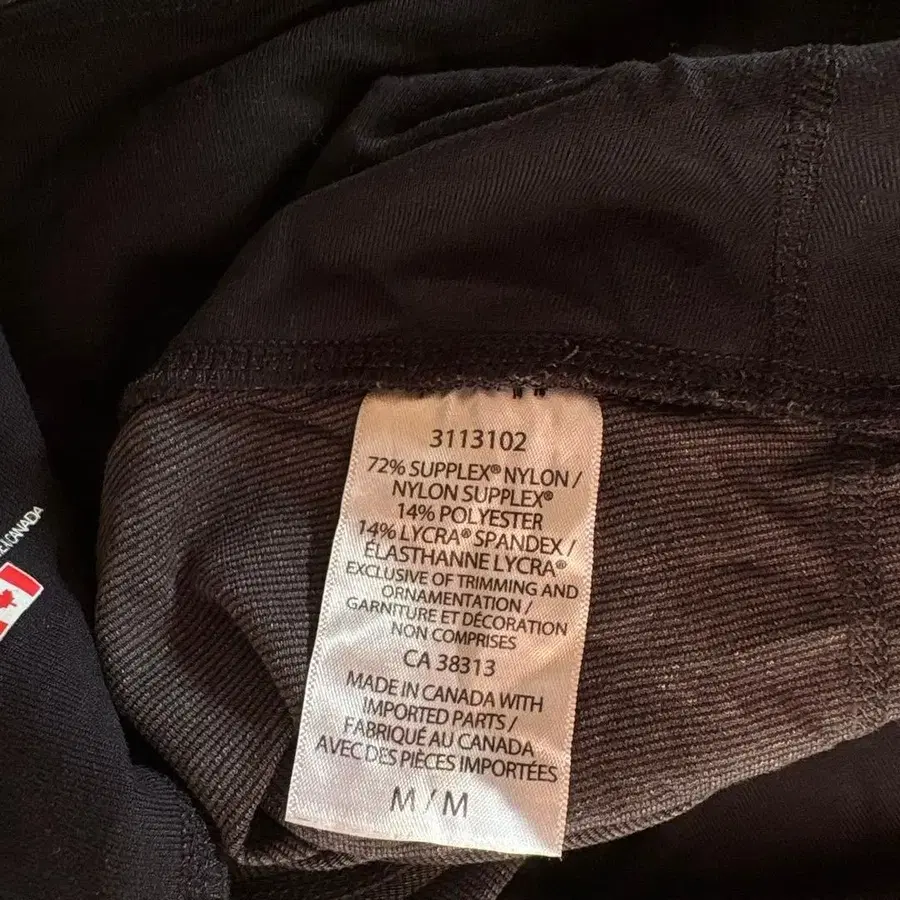 3113102
72% SUPPLEX® NYLON /
NYLON SUPPLEX®
14% POLYESTER
14% LYCRA® SPANDEX /
ÉLASTHANNE LYCRA®
EXCLUSIVE OF TRIMMING AND
ORNAMENTATION /
GARNITURE ET DÉCORATION
NON COMPRISES
CA 38313
MADE IN CANADA WITH
IMPORTED PARTS /
FABRIQUÉ AU CANADA
AVEC DES PIÈCES IMPORTÉES
M / M
CANADA